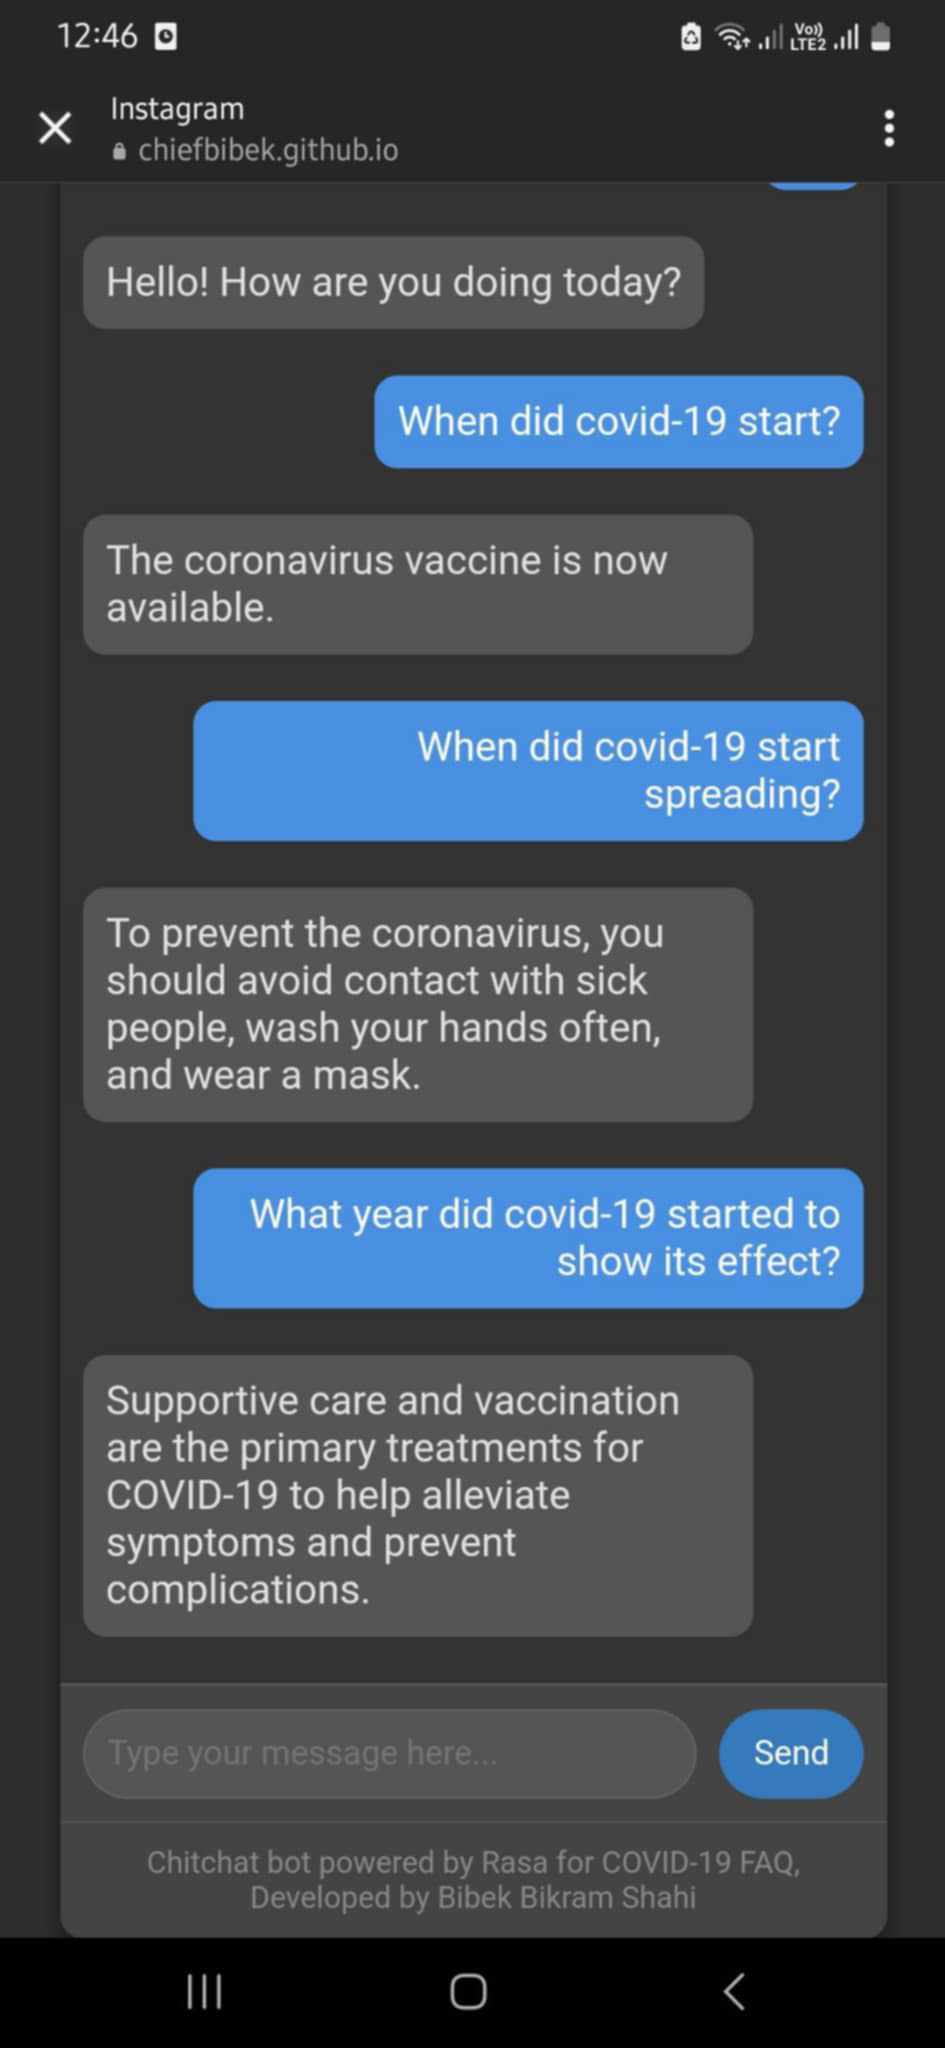 12:46
Vo))
LTE2
Instagram
chiefbibek.github.io
Hello! How are you doing today?
When did covid-19 start?
The coronavirus vaccine is now
available.
When did covid-19 start
spreading?
To prevent the coronavirus, you
should avoid contact with sick
people, wash your hands often,
and wear a mask.
What year did covid-19 started to
show its effect?
Supportive care and vaccination
are the primary treatments for
COVID-19 to help alleviate
symptoms and prevent
complications.
Type your message here...
Send
Chitchat bot powered by Rasa for COVID-19 FAQ,
Developed by Bibek Bikram Shahi